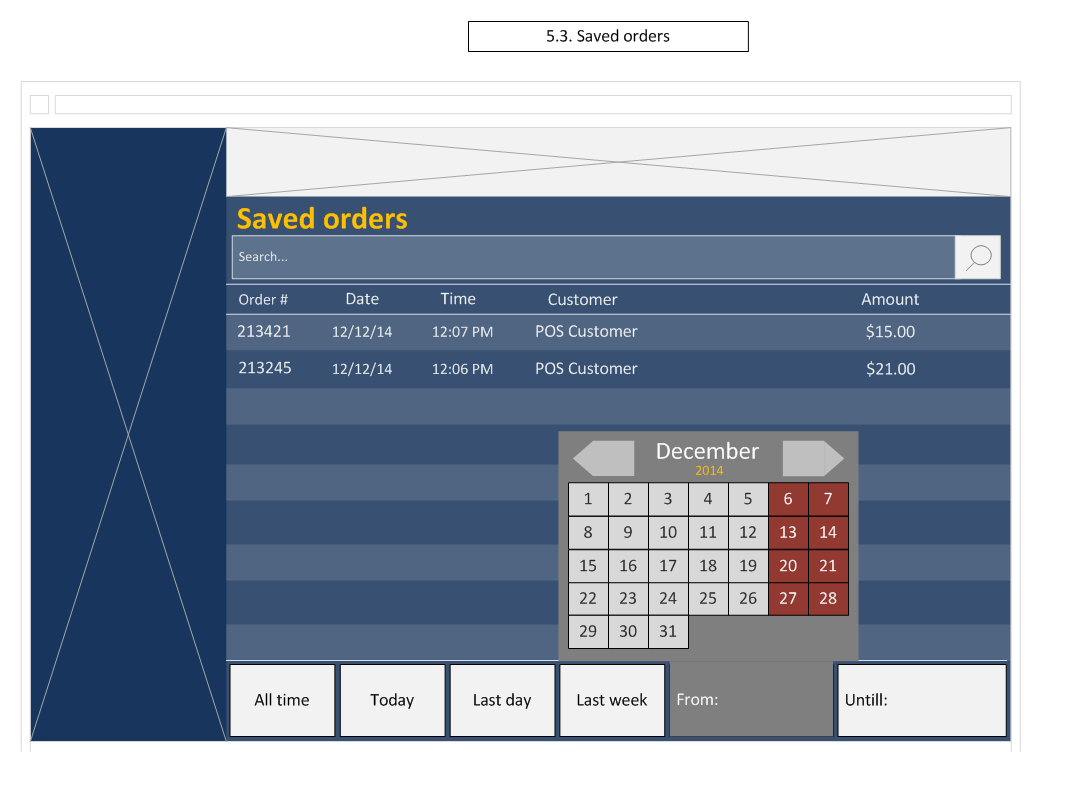 5.3. Saved orders
Saved orders
Search...
Order # Date Time Customer Amount
213421 12/12/14 12:07 PM POS Customer $15.00
213245 12/12/14 12:06 PM POS Customer $21.00
December
2014
1 2 3 4 5 6 7
8 9 10 11 12 13 14
15 16 17 18 19 20 21
22 23 24 25 26 27 28
29 30 31
All time Today Last day Last week From: Untill: